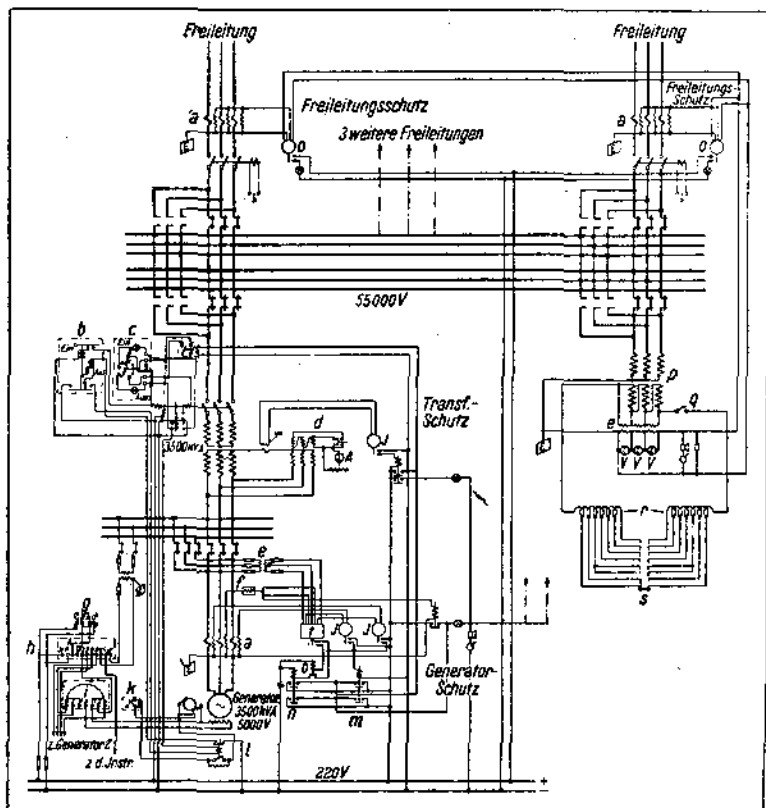 Freileitung
Freileitung
Freileitungs-
Schutz
Freileitungsschutz
3 weitere Freileitungen
a
a
O
O
55000V
b
c
d
3500kVA
Transf.-
Schutz
A
J
p
q
e
V V V
r
s
e
f
g
h
a
J
J
k
Generator
3500kVA
5000V
n
m
Generator-
Schutz
z.Generator 2
z.d.Jnstr.
l
220V
+
-